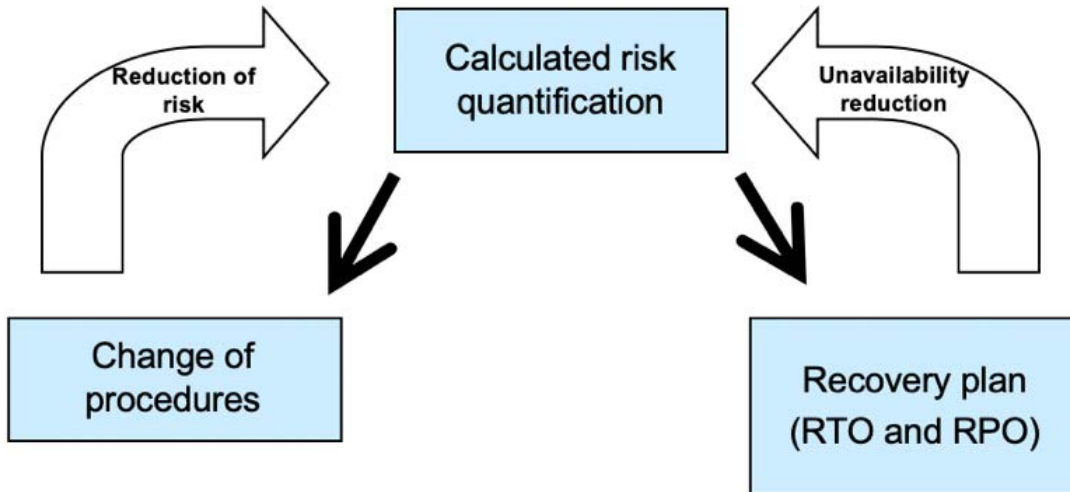 Reduction of
risk
Calculated risk
quantification
Unavailability
reduction
Change of
procedures
Recovery plan
(RTO and RPO)